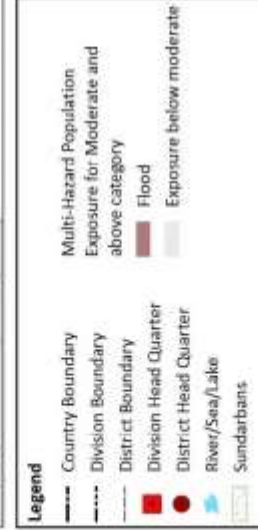 Legend
Country Boundary
Division Boundary
District Boundary
Division Head Quarter
District Head Quarter
River/Sea/Lake
Sundarbans
Multi-Hazard Population
Exposure for Moderate and
above category
Flood
Exposure below moderate